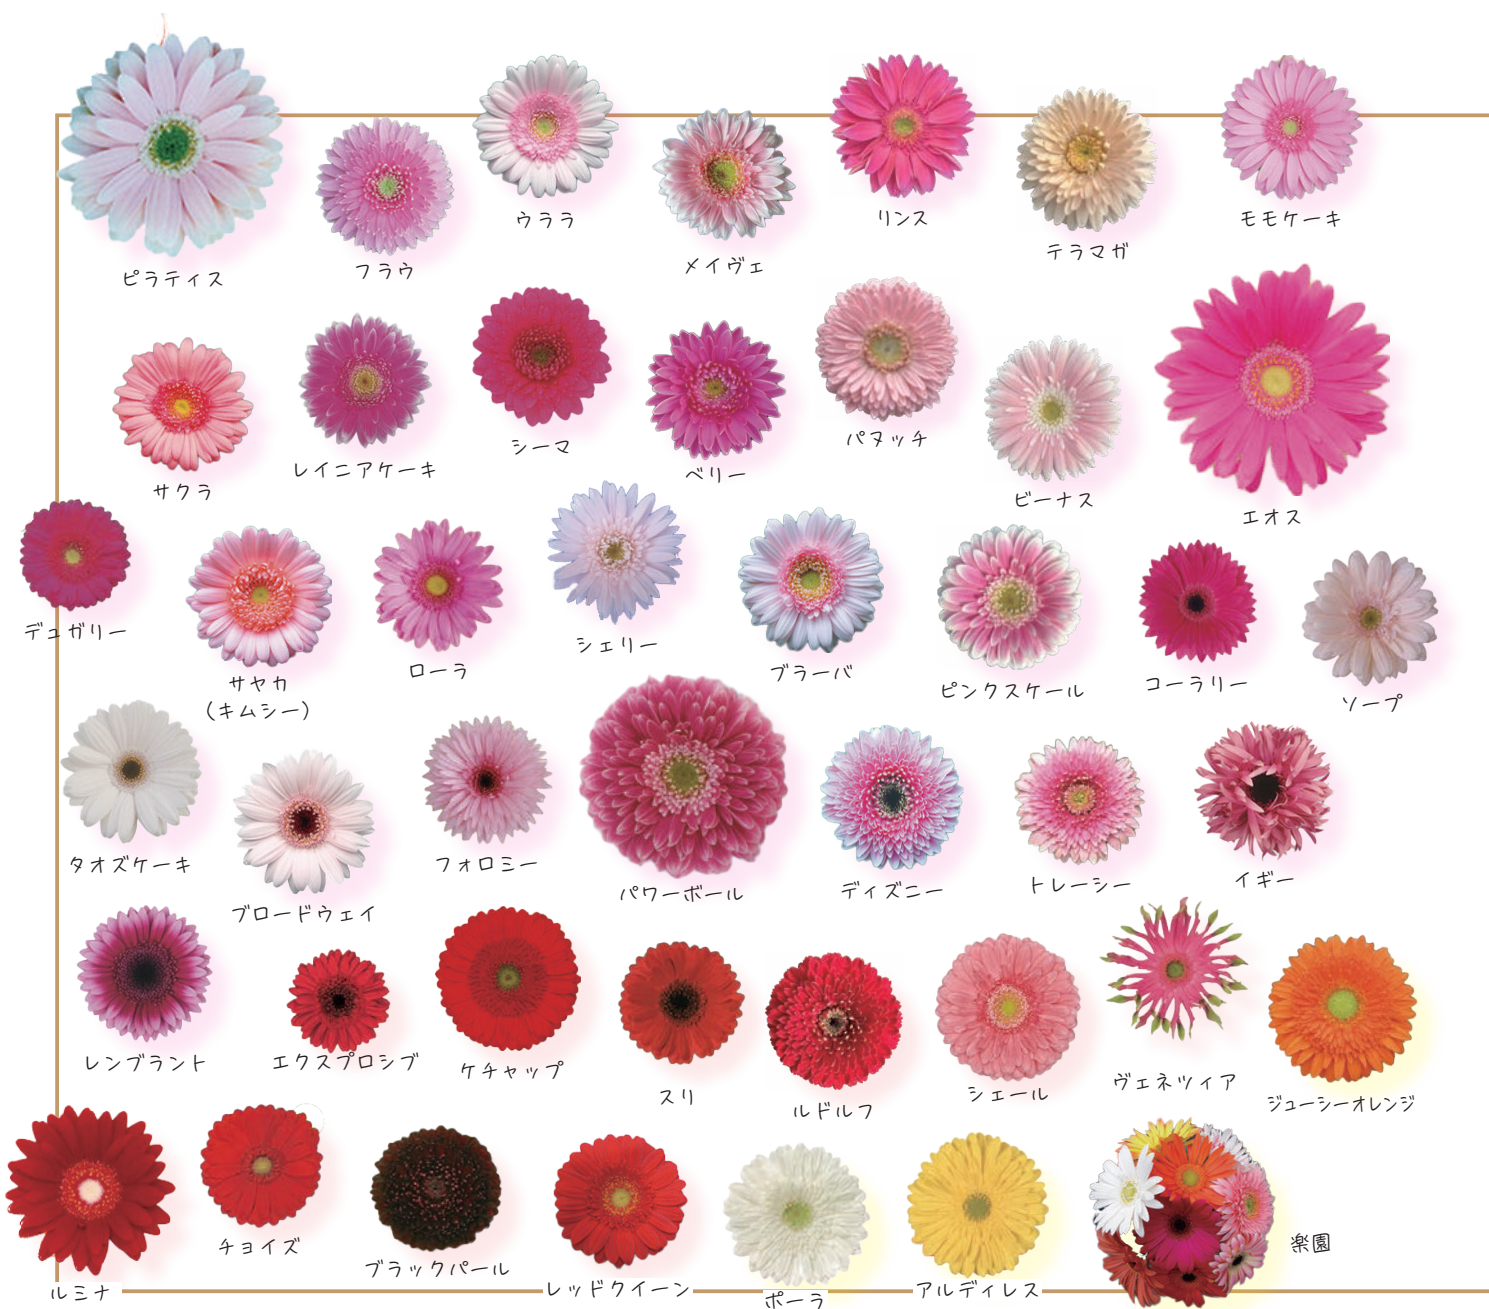 ピラティス
フラウ
ウララ
メイヴェ
リンス
テラマガ
モモケーキ
サクラ
レイニアケーキ
シーマ
ベリー
パヌッチ
ビーナス
エオス
デュガリー
サヤカ
(キムシー)
ローラ
シェリー
ブラーバ
ピンクスケール
コーラリー
ソープ
タオズケーキ
ブロードウェイ
フォロミー
パワーボール
ディズニー
トレーシー
イギー
レンブラント
エクスプロシブ
ケチャップ
スリ
ルドルフ
シェール
ヴェネツィア
ジューシーオレンジ
ルミナ
チョイズ
ブラックパール
レッドクイーン
ポーラ
アルディレス
楽園